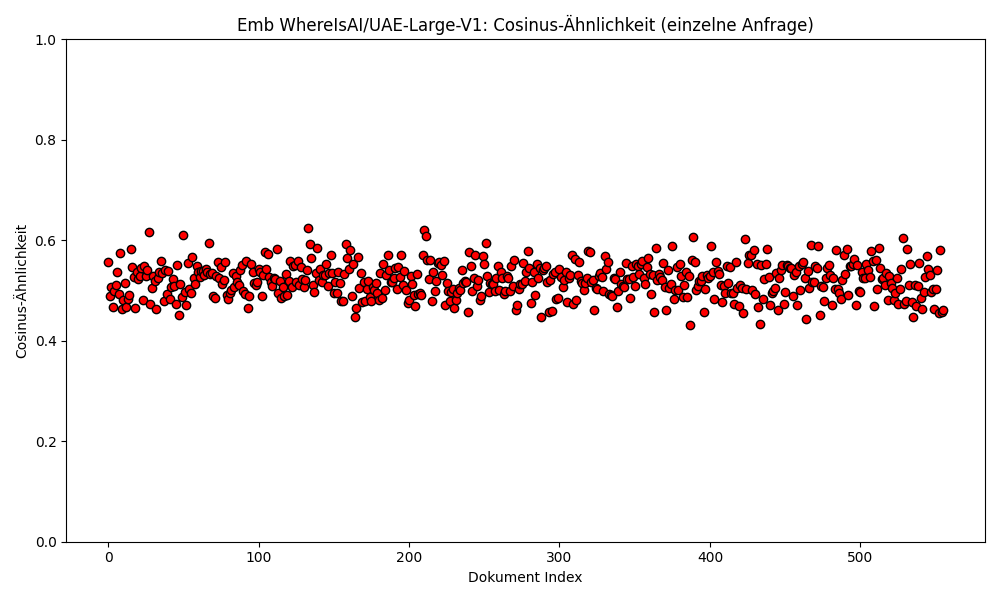 Emb WhereIsAI/UAE-Large-V1: Cosinus-Ähnlichkeit (einzelne Anfrage)
Cosinus-Ähnlichkeit
1.0
0.8
0.6
0.4
0.2
0.0
0 100 200 300 400 500
Dokument Index